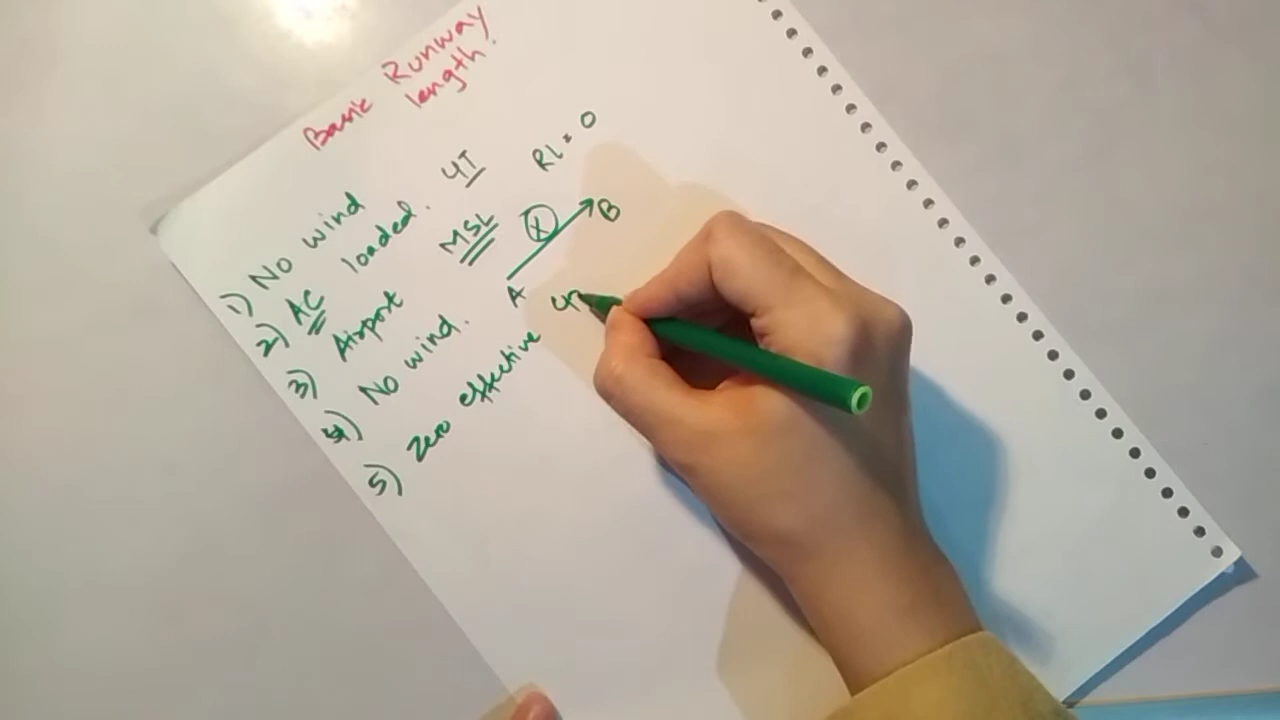 Basic Runway
length?
1) No wind
2) AC loaded. 4T
3) Airport MSL RL = 0
4) No wind. A X B
5) Zero effective gr